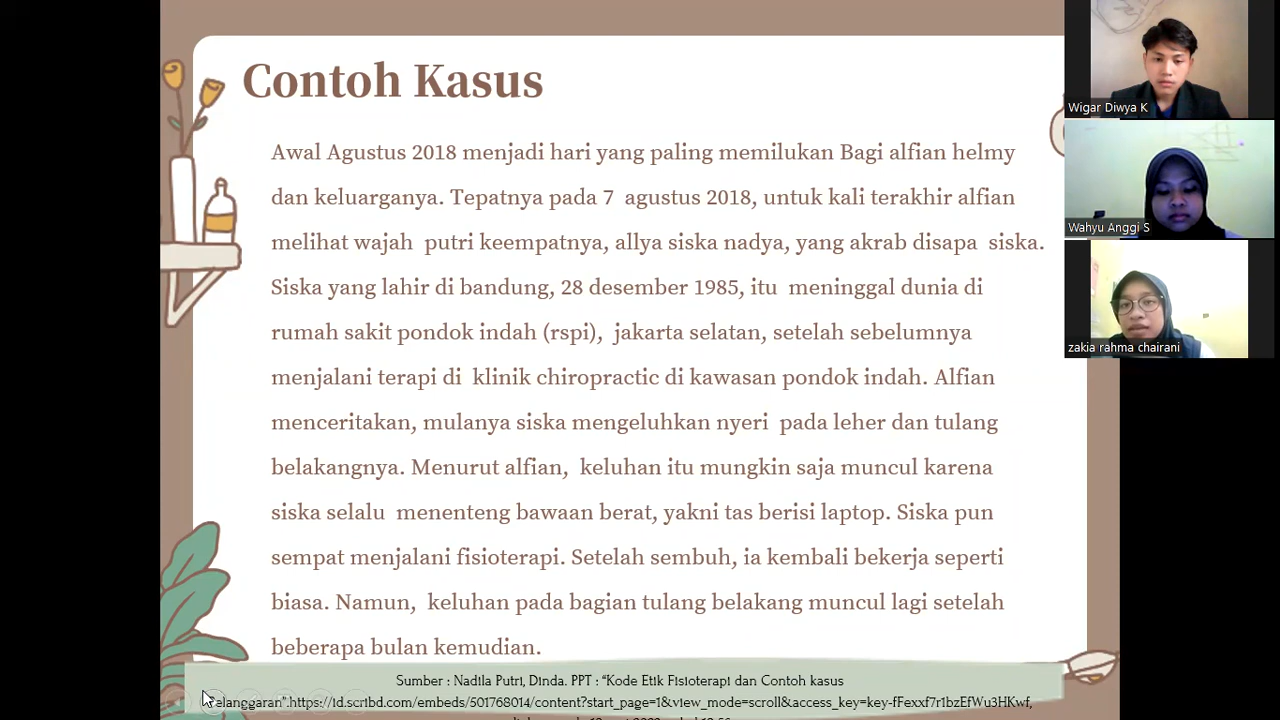 Contoh Kasus
Awal Agustus 2018 menjadi hari yang paling memilukan Bagi alfian helmy
dan keluarganya. Tepatnya pada 7 agustus 2018, untuk kali terakhir alfian
melihat wajah putri keempatnya, allya siska nadya, yang akrab disapa siska.
Siska yang lahir di bandung, 28 desember 1985, itu meninggal dunia di
rumah sakit pondok indah (rspi), jakarta selatan, setelah sebelumnya
menjalani terapi di klinik chiropractic di kawasan pondok indah. Alfian
menceritakan, mulanya siska mengeluhkan nyeri pada leher dan tulang
belakangnya. Menurut alfian, keluhan itu mungkin saja muncul karena
siska selalu menenteng bawaan berat, yakni tas berisi laptop. Siska pun
sempat menjalani fisioterapi. Setelah sembuh, ia kembali bekerja seperti
biasa. Namun, keluhan pada bagian tulang belakang muncul lagi setelah
beberapa bulan kemudian.
Sumber : Nadila Putri, Dinda. PPT : “Kode Etik Fisioterapi dan Contoh kasus
Pelanggaran”.https://id.scribd.com/embeds/501768014/content?start_page=1&view_mode=scroll&access_key=key-fFexxf7r1bzEfWu3HKwf,
Wigar Diwya K
Wahyu Anggi S
zakia rahma chairani